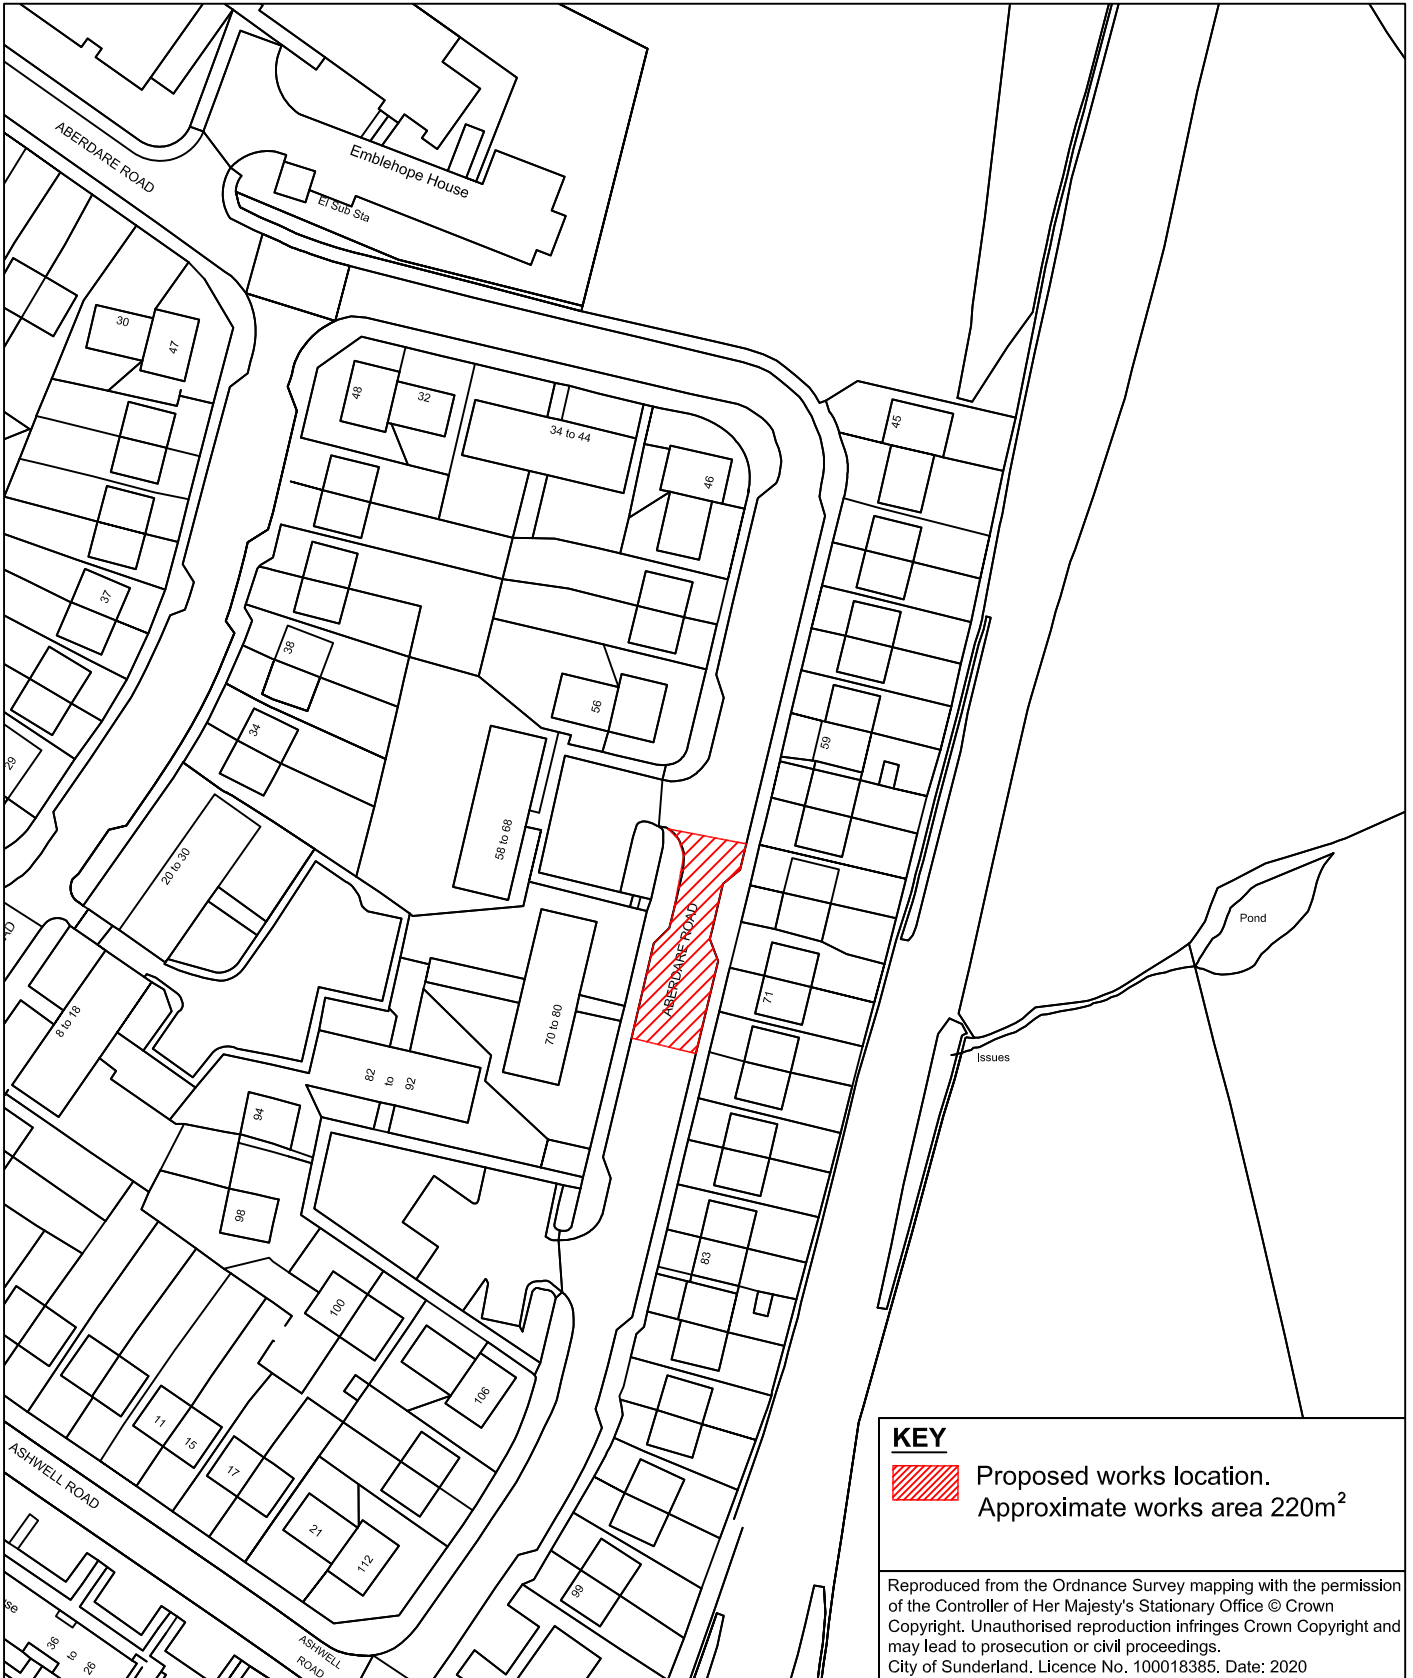 ABERDARE ROAD
Emblehope House
El Sub Sta
30
47
48
32
34 to 44
46
45
37
38
34
56
59
29
58 to 68
20 to 30
ABERDARE ROAD
Pond
71
8 to 18
70 to 80
82
to
92
Issues
94
98
83
100
106
11
15
17
ASHWELL ROAD
21
112
99
ASHWELL
ROAD
36
to
26
KEY
Proposed works location.
Approximate works area 220m²
Reproduced from the Ordnance Survey mapping with the permission
of the Controller of Her Majesty's Stationary Office © Crown
Copyright. Unauthorised reproduction infringes Crown Copyright and
may lead to prosecution or civil proceedings.
City of Sunderland. Licence No. 100018385. Date: 2020